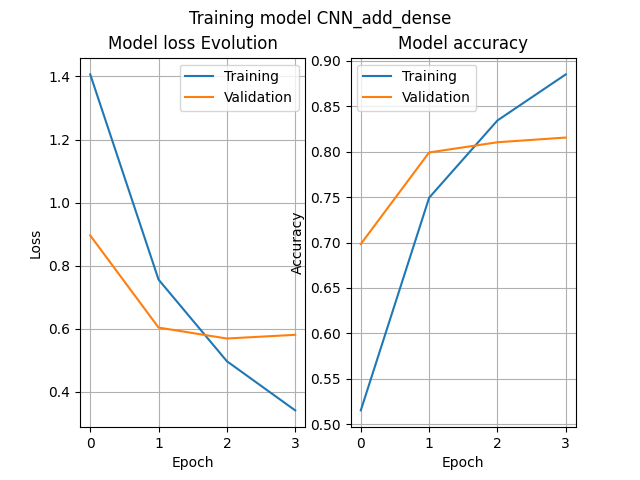 Training model CNN_add_dense
Model loss Evolution
Training
Validation
1.4
1.2
1.0
0.8
0.6
0.4
Loss
0
1
2
3
Epoch
Model accuracy
Training
Validation
0.90
0.85
0.80
0.75
0.70
0.65
0.60
0.55
0.50
Accuracy
0
1
2
3
Epoch